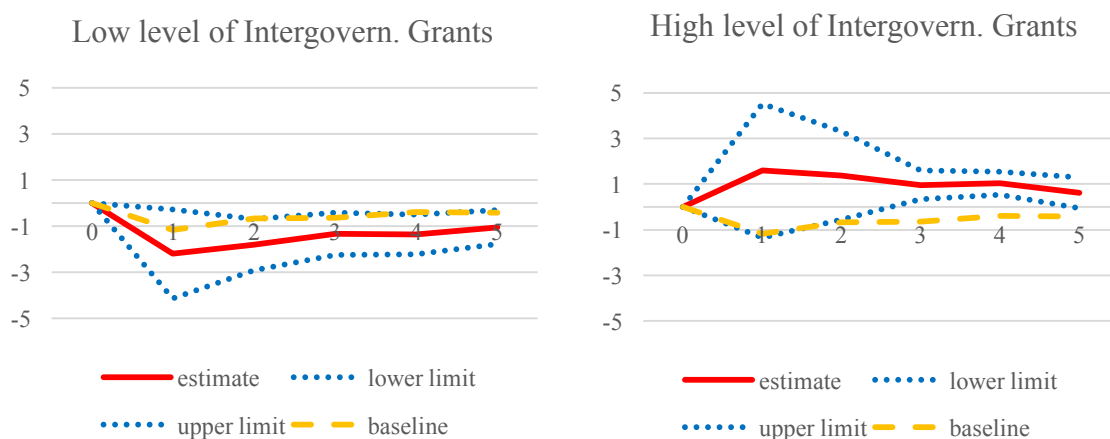 Low level of Intergovern. Grants
5
3
1
-1
-3
-5
0 1 2 3 4 5
estimate lower limit
upper limit baseline
High level of Intergovern. Grants
5
3
1
-1
-3
-5
0 1 2 3 4 5
estimate lower limit
upper limit baseline